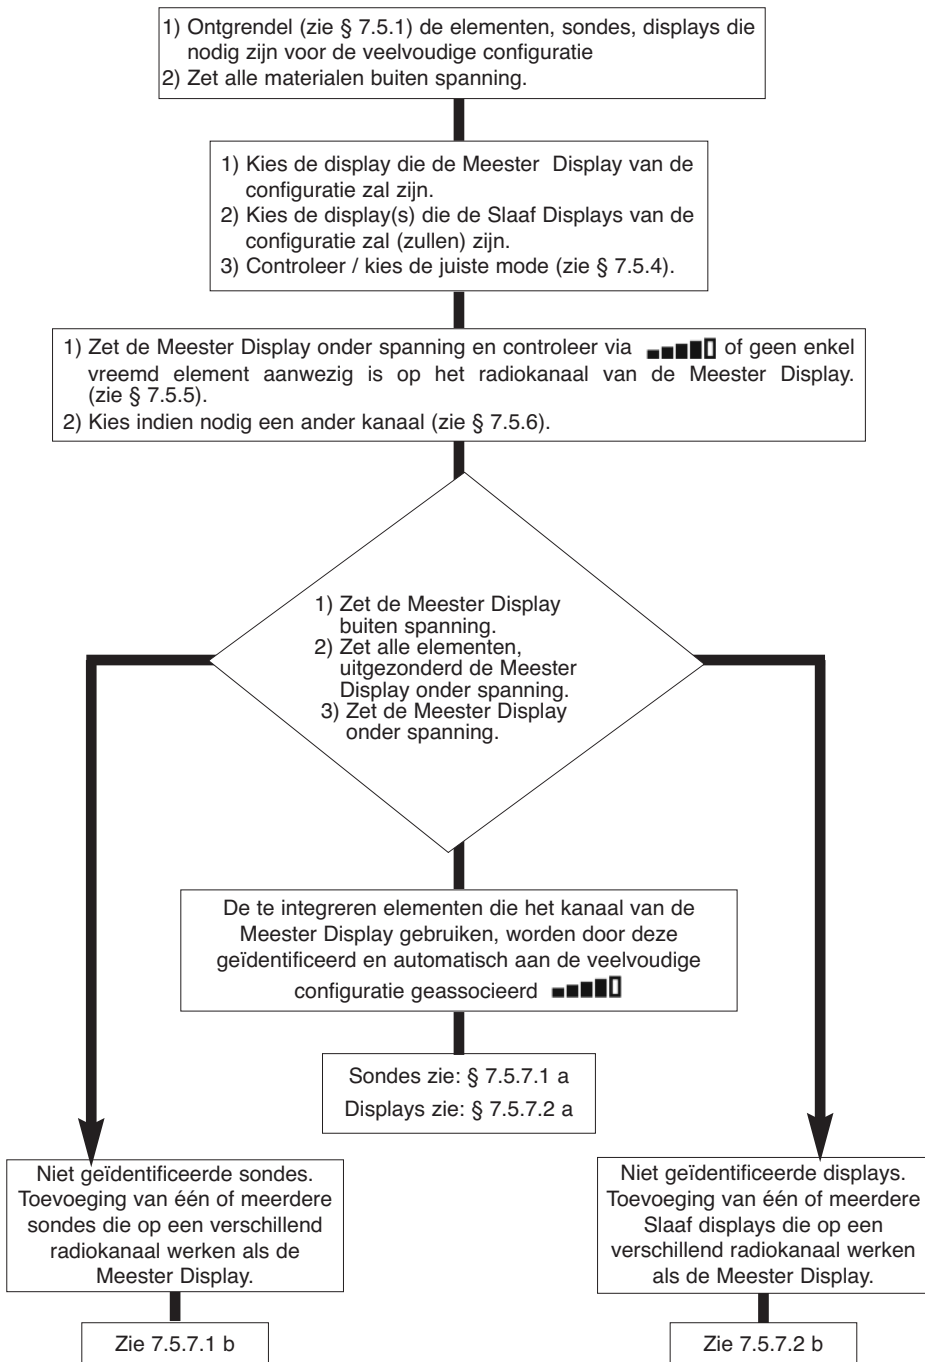 1) Ontgrendel (zie § 7.5.1) de elementen, sondes, displays die
nodig zijn voor de veelvoudige configuratie
2) Zet alle materialen buiten spanning.
1) Kies de display die de Meester Display van de
configuratie zal zijn.
2) Kies de display(s) die de Slaaf Displays van de
configuratie zal (zullen) zijn.
3) Controleer / kies de juiste mode (zie § 7.5.4).
1) Zet de Meester Display onder spanning en controleer via of geen enkel
vreemd element aanwezig is op het radiokanaal van de Meester Display.
(zie § 7.5.5).
2) Kies indien nodig een ander kanaal (zie § 7.5.6).
1) Zet de Meester Display
buiten spanning.
2) Zet alle elementen,
uitgezonderd de Meester
Display onder spanning.
3) Zet de Meester Display
onder spanning.
De te integreren elementen die het kanaal van de
Meester Display gebruiken, worden door deze
geïdentificeerd en automatisch aan de veelvoudige
configuratie geassocieerd
Sondes zie: § 7.5.7.1 a
Displays zie: § 7.5.7.2 a
Niet geïdentificeerde sondes.
Toevoeging van één of meerdere
sondes die op een verschillend
radiokanaal werken als de
Meester Display.
Zie 7.5.7.1 b
Niet geïdentificeerde displays.
Toevoeging van één of meerdere
Slaaf displays die op een
verschillend radiokanaal werken
als de Meester Display.
Zie 7.5.7.2 b